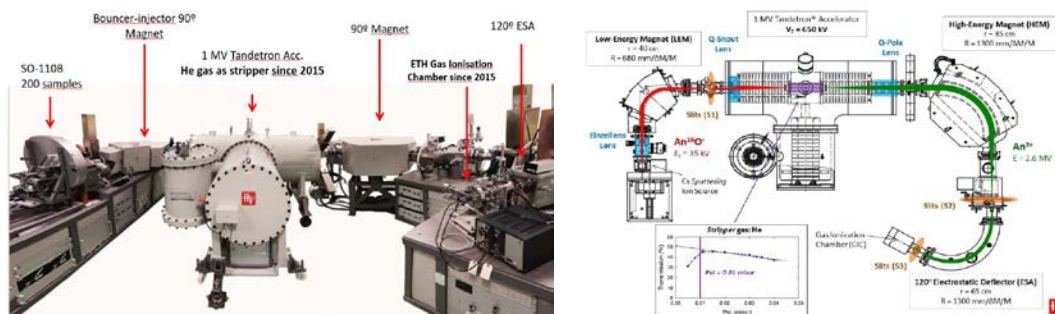 Bouncer-injector 90º
Magnet
SO-110B
200 samples
1 MV Tandetron Acc.
He gas as stripper since 2015
90º Magnet
120º ESA
ETH Gas Ionisation
Chamber since 2015
1 MV Tandetron® Accelerator
V_T = 650 kV
Low-Energy Magnet (LEM)
r = 40 cm
R = 680 mm/ΔM/M
Q-Snout
Lens
Q-Pole
Lens
High-Energy Magnet (HEM)
r = 85 cm
R = 1300 mm/ΔM/M
Slits (S1)
Einzellens
Lens
An¹⁶O⁻
= 35 kV
Cs Sputtering
Ion Source
An³⁺
E = 2.6 MV
Slits (S2)
Gas Ionisation
Chamber (GIC)
Slits (S3)
120º Electrostatic Deflector (ESA)
r = 65 cm
R = 1300 mm/ΔM/M
Stripper gas: He
Transmission (%)